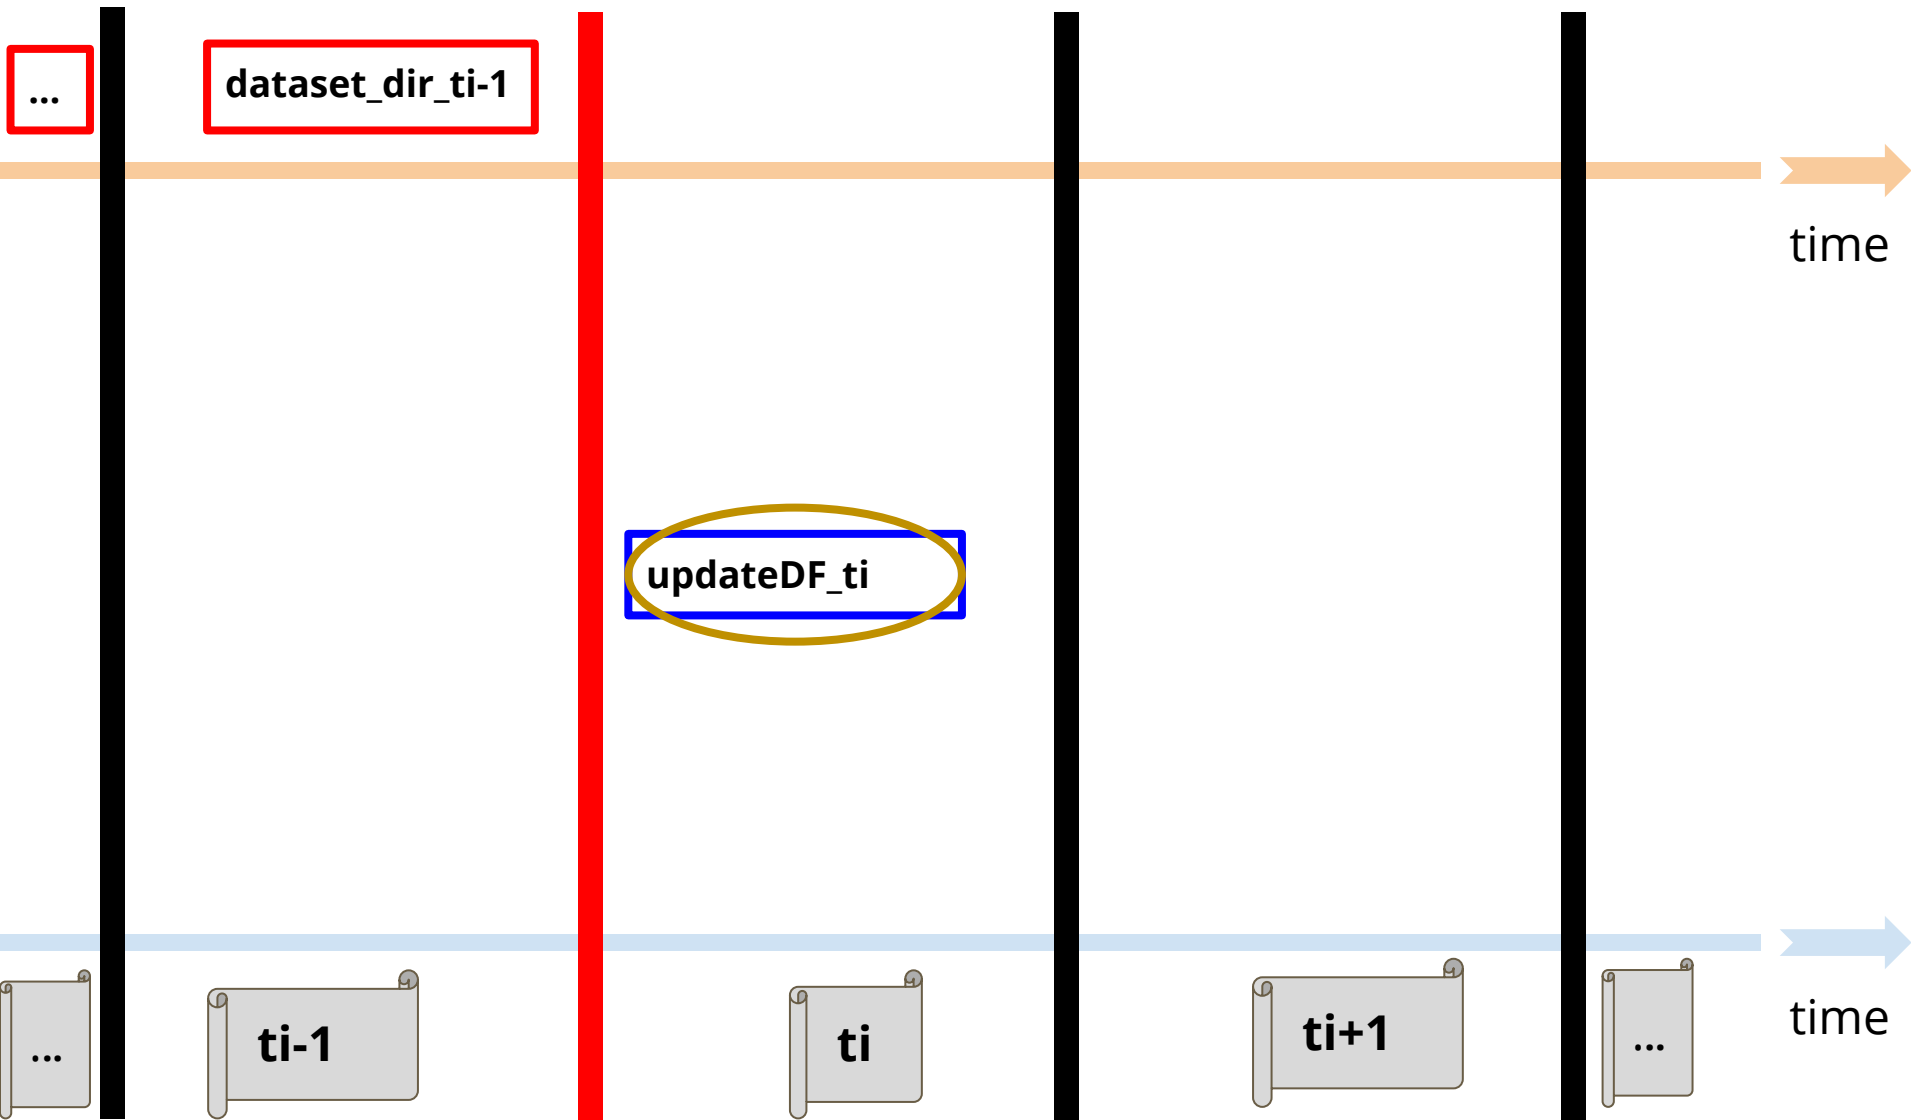 ...
dataset_dir_ti-1
time
updateDF_ti
...
ti-1
ti
ti+1
...
time